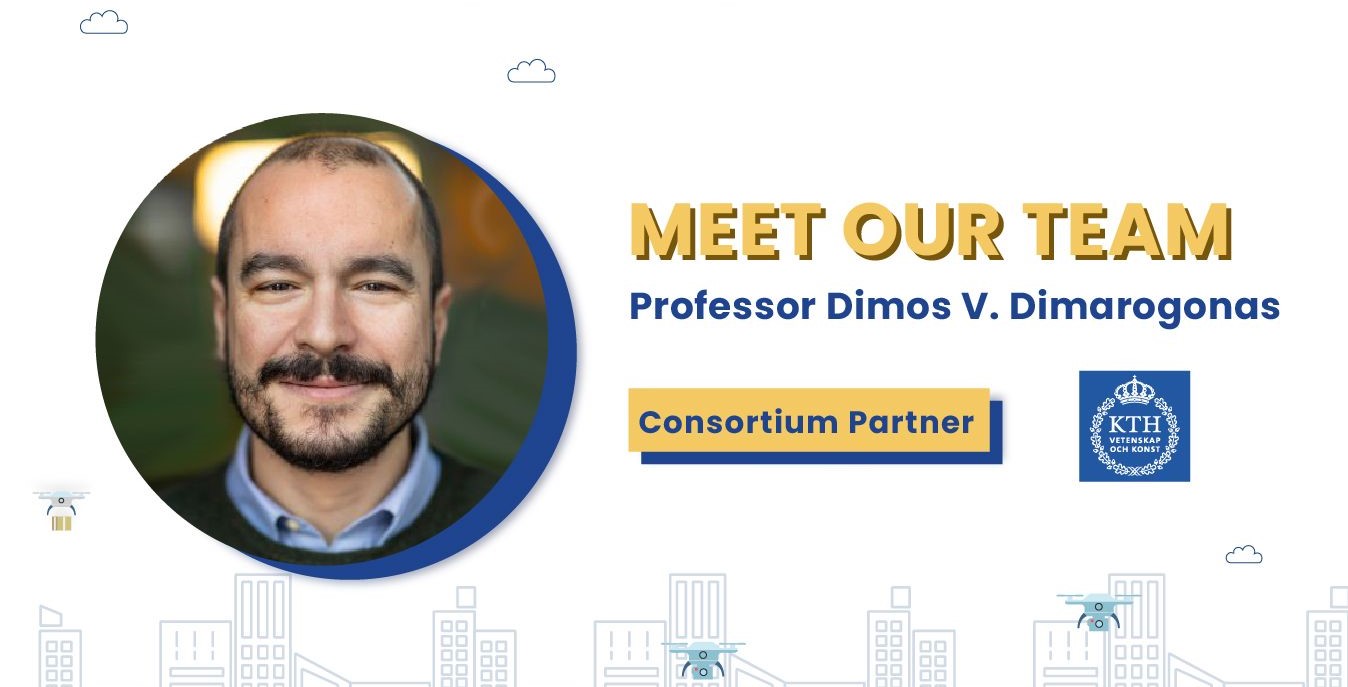 MEET OUR TEAM
Professor Dimos V. Dimarogonas
Consortium Partner
KTH
VETENSKAP
OCH KONST